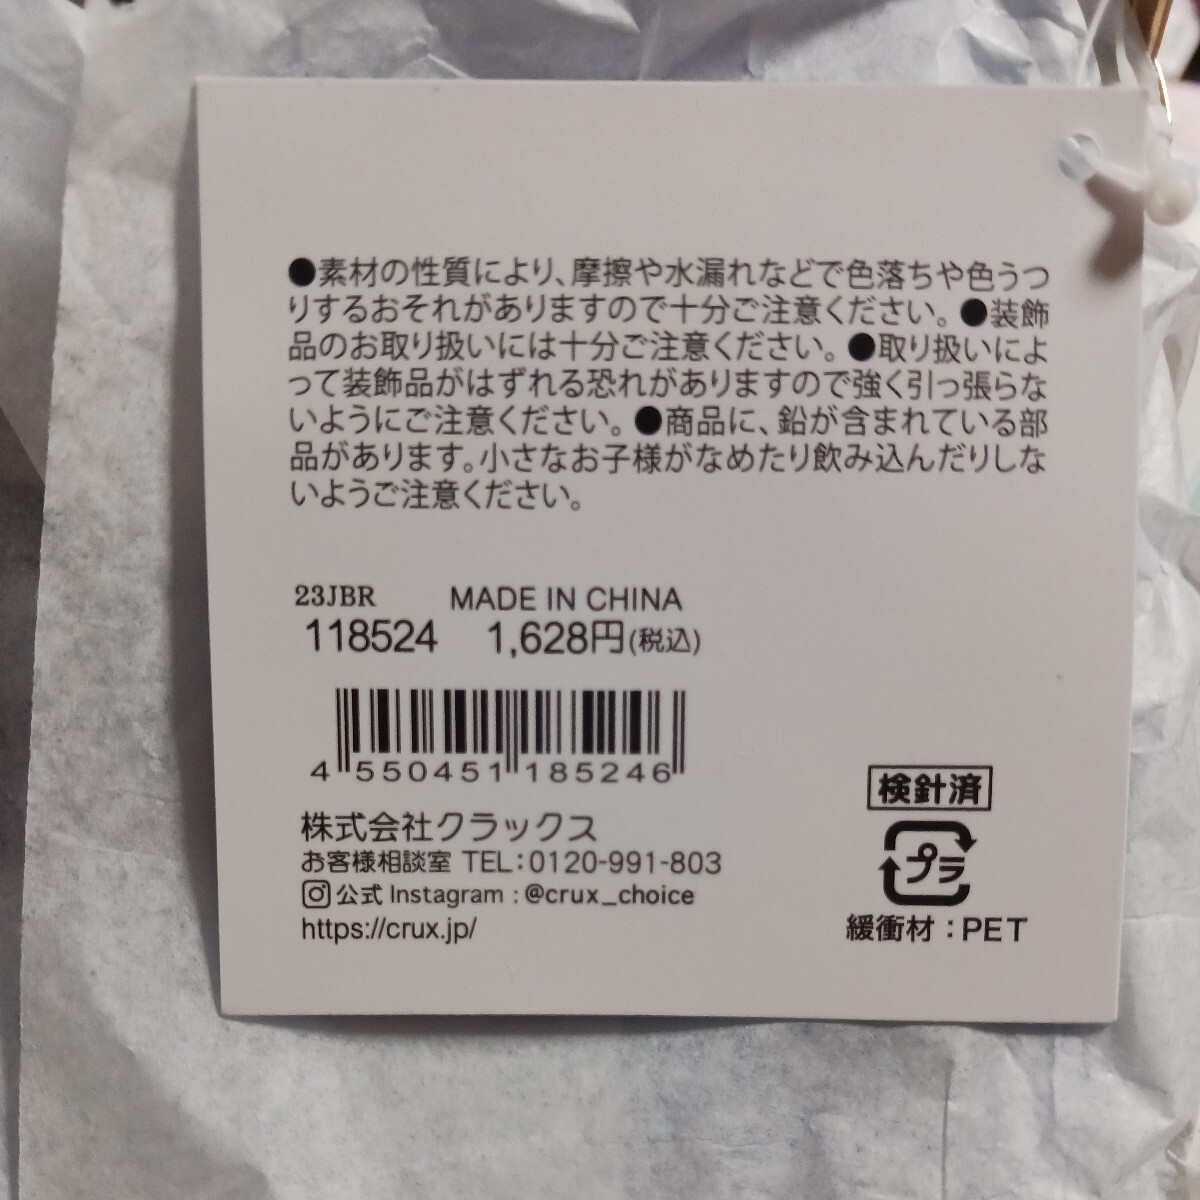 ●素材の性質により、摩擦や水漏れなどで色落ちや色うつ
りするおそれがありますので十分ご注意ください。●装飾
品のお取り扱いには十分ご注意ください。●取り扱いによ
って装飾品がはずれる恐れがありますので強く引っ張らな
いようにご注意ください。●商品に、鉛が含まれている部
品があります。小さなお子様がなめたり飲み込んだりしな
いようご注意ください。
23JBR MADE IN CHINA
118524 1,628円(税込)
4 550451 185246
株式会社クラックス
お客様相談室 TEL:0120-991-803
公式 Instagram : @crux_choice
https://crux.jp/
検針済
プラ
緩衝材：PET